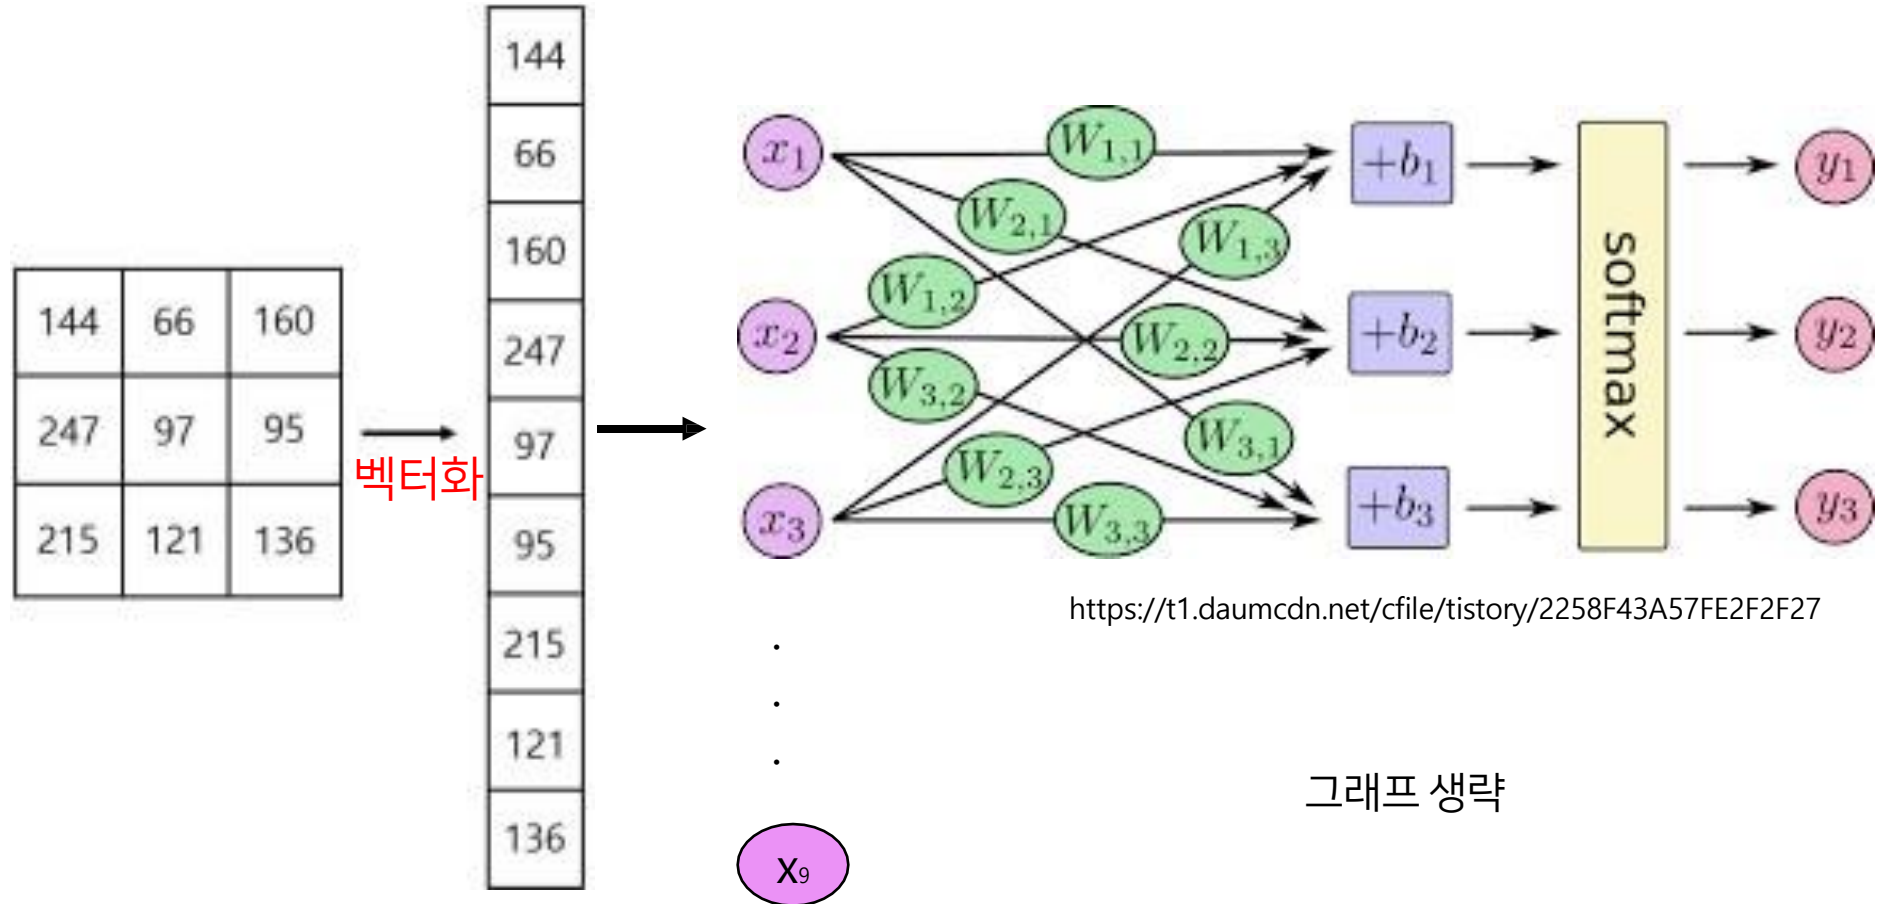 144 66 160
247 97 95
215 121 136
벡터화
144
66
160
247
97
95
215
121
136
x1
x2
x3
.
.
.
x9
W1,1
W2,1
W1,3
W1,2
W2,2
W3,2
W3,1
W2,3
W3,3
+b1
+b2
+b3
softmax
y1
y2
y3
https://t1.daumcdn.net/cfile/tistory/2258F43A57FE2F2F27
그래프 생략